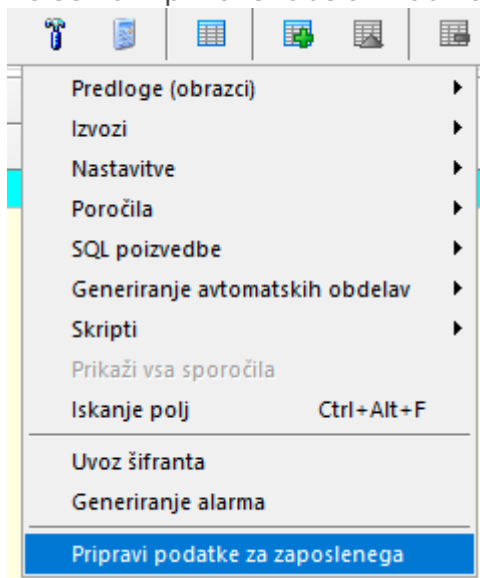 Predloge (obrazci)
Izvozi
Nastavitve
Poročila
SQL poizvedbe
Generiranje avtomatskih obdelav
Skripti
Prikaži vsa sporočila
Iskanje polj Ctrl+Alt+F
Uvoz šifranta
Generiranje alarma
Pripravi podatke za zaposlenega